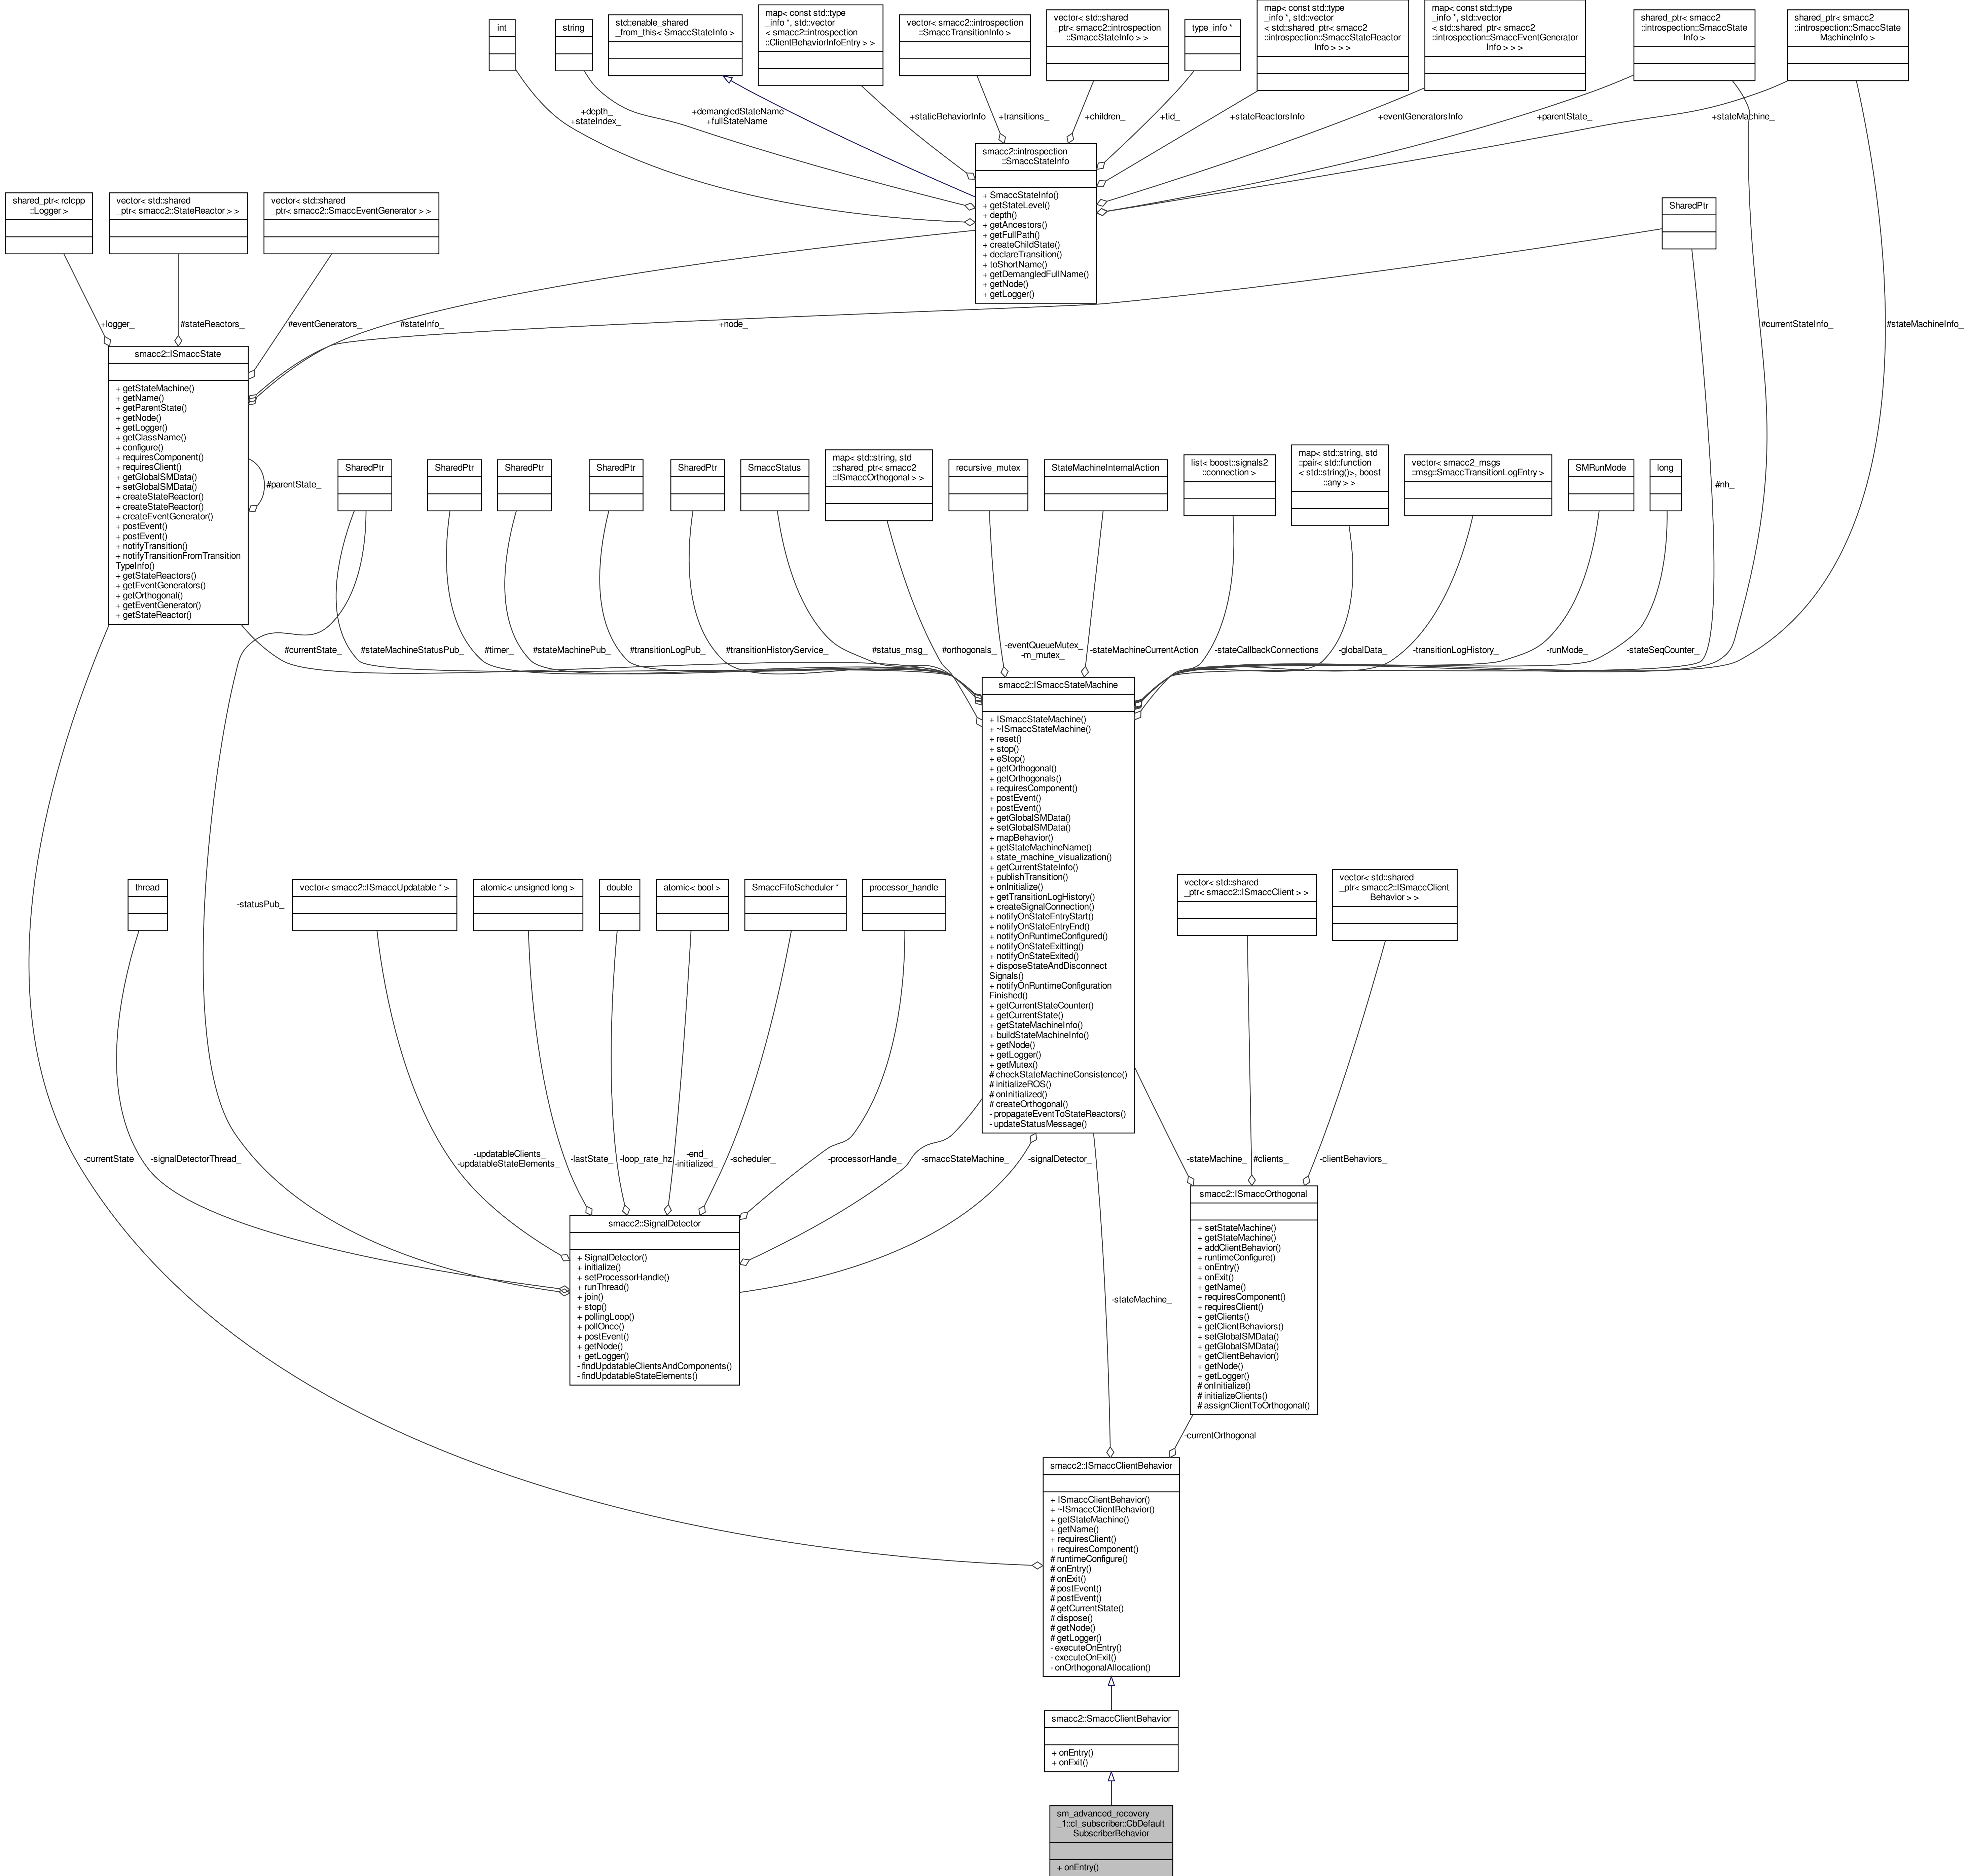 int
string
std::enable_shared
_from_this< SmaccStateInfo >
map< const std::type
_info *, std::vector
< smacc2::introspection
::ClientBehaviorInfoEntry > >
vector< smacc2::introspection
::SmaccTransitionInfo >
vector< std::shared
_ptr< smacc2::introspection
::SmaccStateInfo > >
type_info *
map< const std::type
_info *, std::vector
< std::shared_ptr< smacc2
::introspection::SmaccStateReactor
Info > > >
map< const std::type
_info *, std::vector
< std::shared_ptr< smacc2
::introspection::SmaccEventGenerator
Info > > >
shared_ptr< smacc2
::introspection::SmaccState
Info >
shared_ptr< smacc2
::introspection::SmaccState
MachineInfo >
+depth_
+stateIndex_
+demangledStateName
+fullStateName
+staticBehaviorInfo
+transitions_
+children_
+tid_
+stateReactorsInfo
+eventGeneratorsInfo
+parentState_
+stateMachine_
smacc2::introspection
::SmaccStateInfo
+ SmaccStateInfo()
+ getStateLevel()
+ depth()
+ getAncestors()
+ getFullPath()
+ createChildState()
+ declareTransition()
+ toShortName()
+ getDemangledFullName()
+ getNode()
+ getLogger()
shared_ptr< rclcpp
::Logger >
vector< std::shared
_ptr< smacc2::StateReactor > >
vector< std::shared
_ptr< smacc2::SmaccEventGenerator > >
SharedPtr
+logger_
#stateReactors_
#eventGenerators_
#stateInfo_
+node_
#currentStateInfo_
#stateMachineInfo_
smacc2::ISmaccState
+ getStateMachine()
+ getName()
+ getParentState()
+ getNode()
+ getLogger()
+ getClassName()
+ configure()
+ requiresComponent()
+ requiresClient()
+ getGlobalSMData()
+ setGlobalSMData()
+ createStateReactor()
+ createStateReactor()
+ createEventGenerator()
+ postEvent()
+ postEvent()
+ notifyTransition()
+ notifyTransitionFromTransition
TypeInfo()
+ getStateReactors()
+ getEventGenerators()
+ getOrthogonal()
+ getEventGenerator()
+ getStateReactor()
#parentState_
SharedPtr
SharedPtr
SharedPtr
SharedPtr
SharedPtr
SmaccStatus
map< std::string, std
::shared_ptr< smacc2
::ISmaccOrthogonal > >
recursive_mutex
StateMachineInternalAction
list< boost::signals2
::connection >
map< std::string, std
::pair< std::function
< std::string()>, boost
::any > >
vector< smacc2_msgs
::msg::SmaccTransitionLogEntry >
SMRunMode
long
#nh_
#currentState_
#stateMachineStatusPub_
#timer_
#stateMachinePub_
#transitionLogPub_
#transitionHistoryService_
#status_msg_
#orthogonals_
-eventQueueMutex_
-m_mutex_
-stateMachineCurrentAction
-stateCallbackConnections
-globalData_
-transitionLogHistory_
-runMode_
-stateSeqCounter_
smacc2::ISmaccStateMachine
+ ISmaccStateMachine()
+ ~ISmaccStateMachine()
+ reset()
+ stop()
+ eStop()
+ getOrthogonal()
+ getOrthogonals()
+ requiresComponent()
+ postEvent()
+ postEvent()
+ getGlobalSMData()
+ setGlobalSMData()
+ mapBehavior()
+ getStateMachineName()
+ state_machine_visualization()
+ getCurrentStateInfo()
+ publishTransition()
+ onInitialize()
+ getTransitionLogHistory()
+ createSignalConnection()
+ notifyOnStateEntryStart()
+ notifyOnStateEntryEnd()
+ notifyOnRuntimeConfigured()
+ notifyOnStateExitting()
+ notifyOnStateExited()
+ disposeStateAndDisconnect
Signals()
+ notifyOnRuntimeConfiguration
Finished()
+ getCurrentStateCounter()
+ getCurrentState()
+ getStateMachineInfo()
+ buildStateMachineInfo()
+ getNode()
+ getLogger()
+ getMutex()
# checkStateMachineConsistence()
# initializeROS()
# onInitialized()
# createOrthogonal()
- propagateEventToStateReactors()
- updateStatusMessage()
thread
-statusPub_
vector< smacc2::ISmaccUpdatable * >
atomic< unsigned long >
double
atomic< bool >
SmaccFifoScheduler *
processor_handle
vector< std::shared
_ptr< smacc2::ISmaccClient > >
vector< std::shared
_ptr< smacc2::ISmaccClient
Behavior > >
-currentState
-signalDetectorThread_
-updatableClients_
-updatableStateElements_
-lastState_
-loop_rate_hz
-end_
-initialized_
-scheduler_
-processorHandle_
-smaccStateMachine_
-signalDetector_
-stateMachine_
#clients_
-clientBehaviors_
smacc2::SignalDetector
+ SignalDetector()
+ initialize()
+ setProcessorHandle()
+ runThread()
+ join()
+ stop()
+ pollingLoop()
+ pollOnce()
+ postEvent()
+ getNode()
+ getLogger()
- findUpdatableClientsAndComponents()
- findUpdatableStateElements()
smacc2::ISmaccOrthogonal
+ setStateMachine()
+ getStateMachine()
+ addClientBehavior()
+ runtimeConfigure()
+ onEntry()
+ onExit()
+ getName()
+ requiresComponent()
+ requiresClient()
+ getClients()
+ getClientBehaviors()
+ setGlobalSMData()
+ getGlobalSMData()
+ getClientBehavior()
+ getNode()
+ getLogger()
# onInitialize()
# initializeClients()
# assignClientToOrthogonal()
-stateMachine_
-currentOrthogonal
smacc2::ISmaccClientBehavior
+ ISmaccClientBehavior()
+ ~ISmaccClientBehavior()
+ getStateMachine()
+ getName()
+ requiresClient()
+ requiresComponent()
# runtimeConfigure()
# onEntry()
# onExit()
# postEvent()
# postEvent()
# getCurrentState()
# dispose()
# getNode()
# getLogger()
- executeOnEntry()
- executeOnExit()
- onOrthogonalAllocation()
smacc2::SmaccClientBehavior
+ onEntry()
+ onExit()
sm_advanced_recovery
_1::cl_subscriber::CbDefault
SubscriberBehavior
+ onEntry()